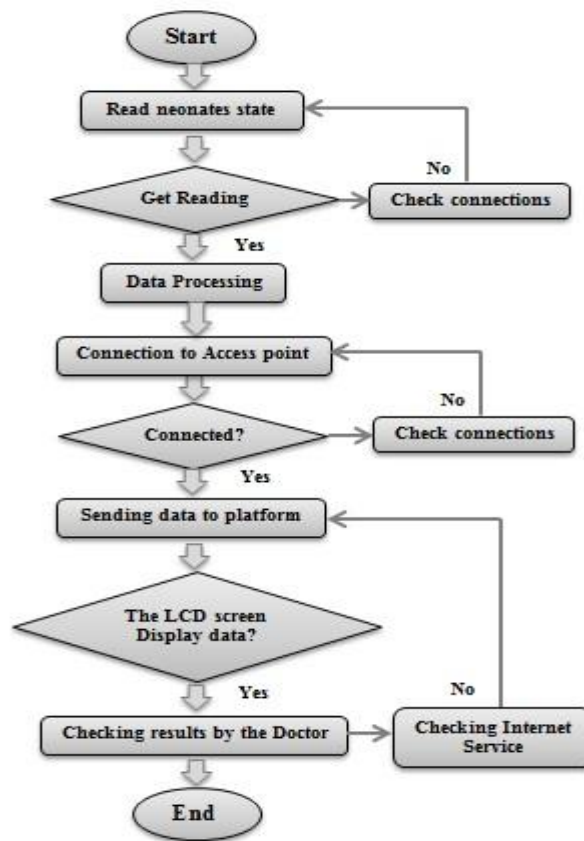 Start
Read neonates state
No
Get Reading
Check connections
Yes
Data Processing
Connection to Access point
No
Connected?
Check connections
Yes
Sending data to platform
The LCD screen
Display data?
Yes
No
Checking results by the Doctor
Checking Internet
Service
End